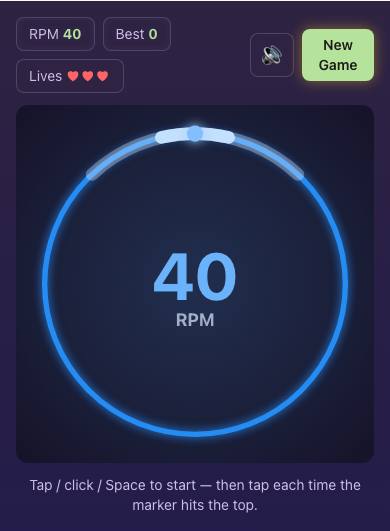 RPM 40
Best 0
Lives
New
Game
40
RPM
Tap / click / Space to start — then tap each time the
marker hits the top.